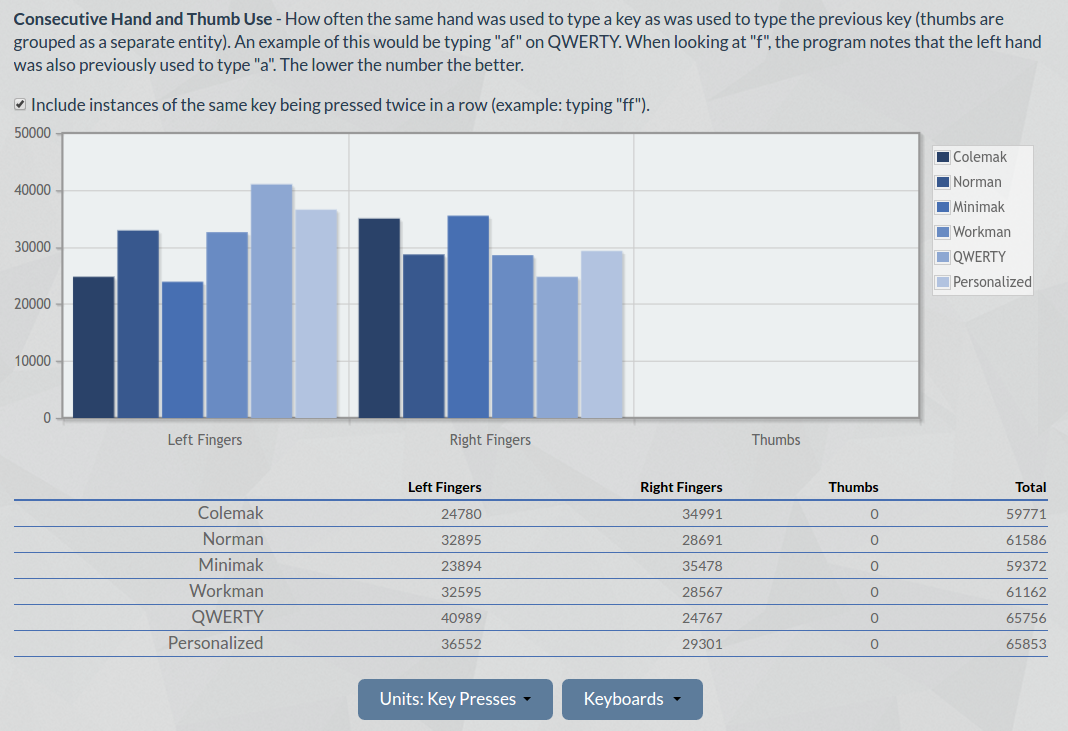 Consecutive Hand and Thumb Use - How often the same hand was used to type a key as was used to type the previous key (thumbs are
grouped as a separate entity). An example of this would be typing "af" on QWERTY. When looking at "f", the program notes that the left hand
was also previously used to type "a". The lower the number the better.
Include instances of the same key being pressed twice in a row (example: typing "ff").
50000
40000
30000
20000
10000
0
Left Fingers Right Fingers Thumbs
Colemak
Norman
Minimak
Workman
QWERTY
Personalized
Left Fingers Right Fingers Thumbs Total
Colemak 24780 34991 0 59771
Norman 32895 28691 0 61586
Minimak 23894 35478 0 59372
Workman 32595 28567 0 61162
QWERTY 40989 24767 0 65756
Personalized 36552 29301 0 65853
Units: Key Presses Keyboards